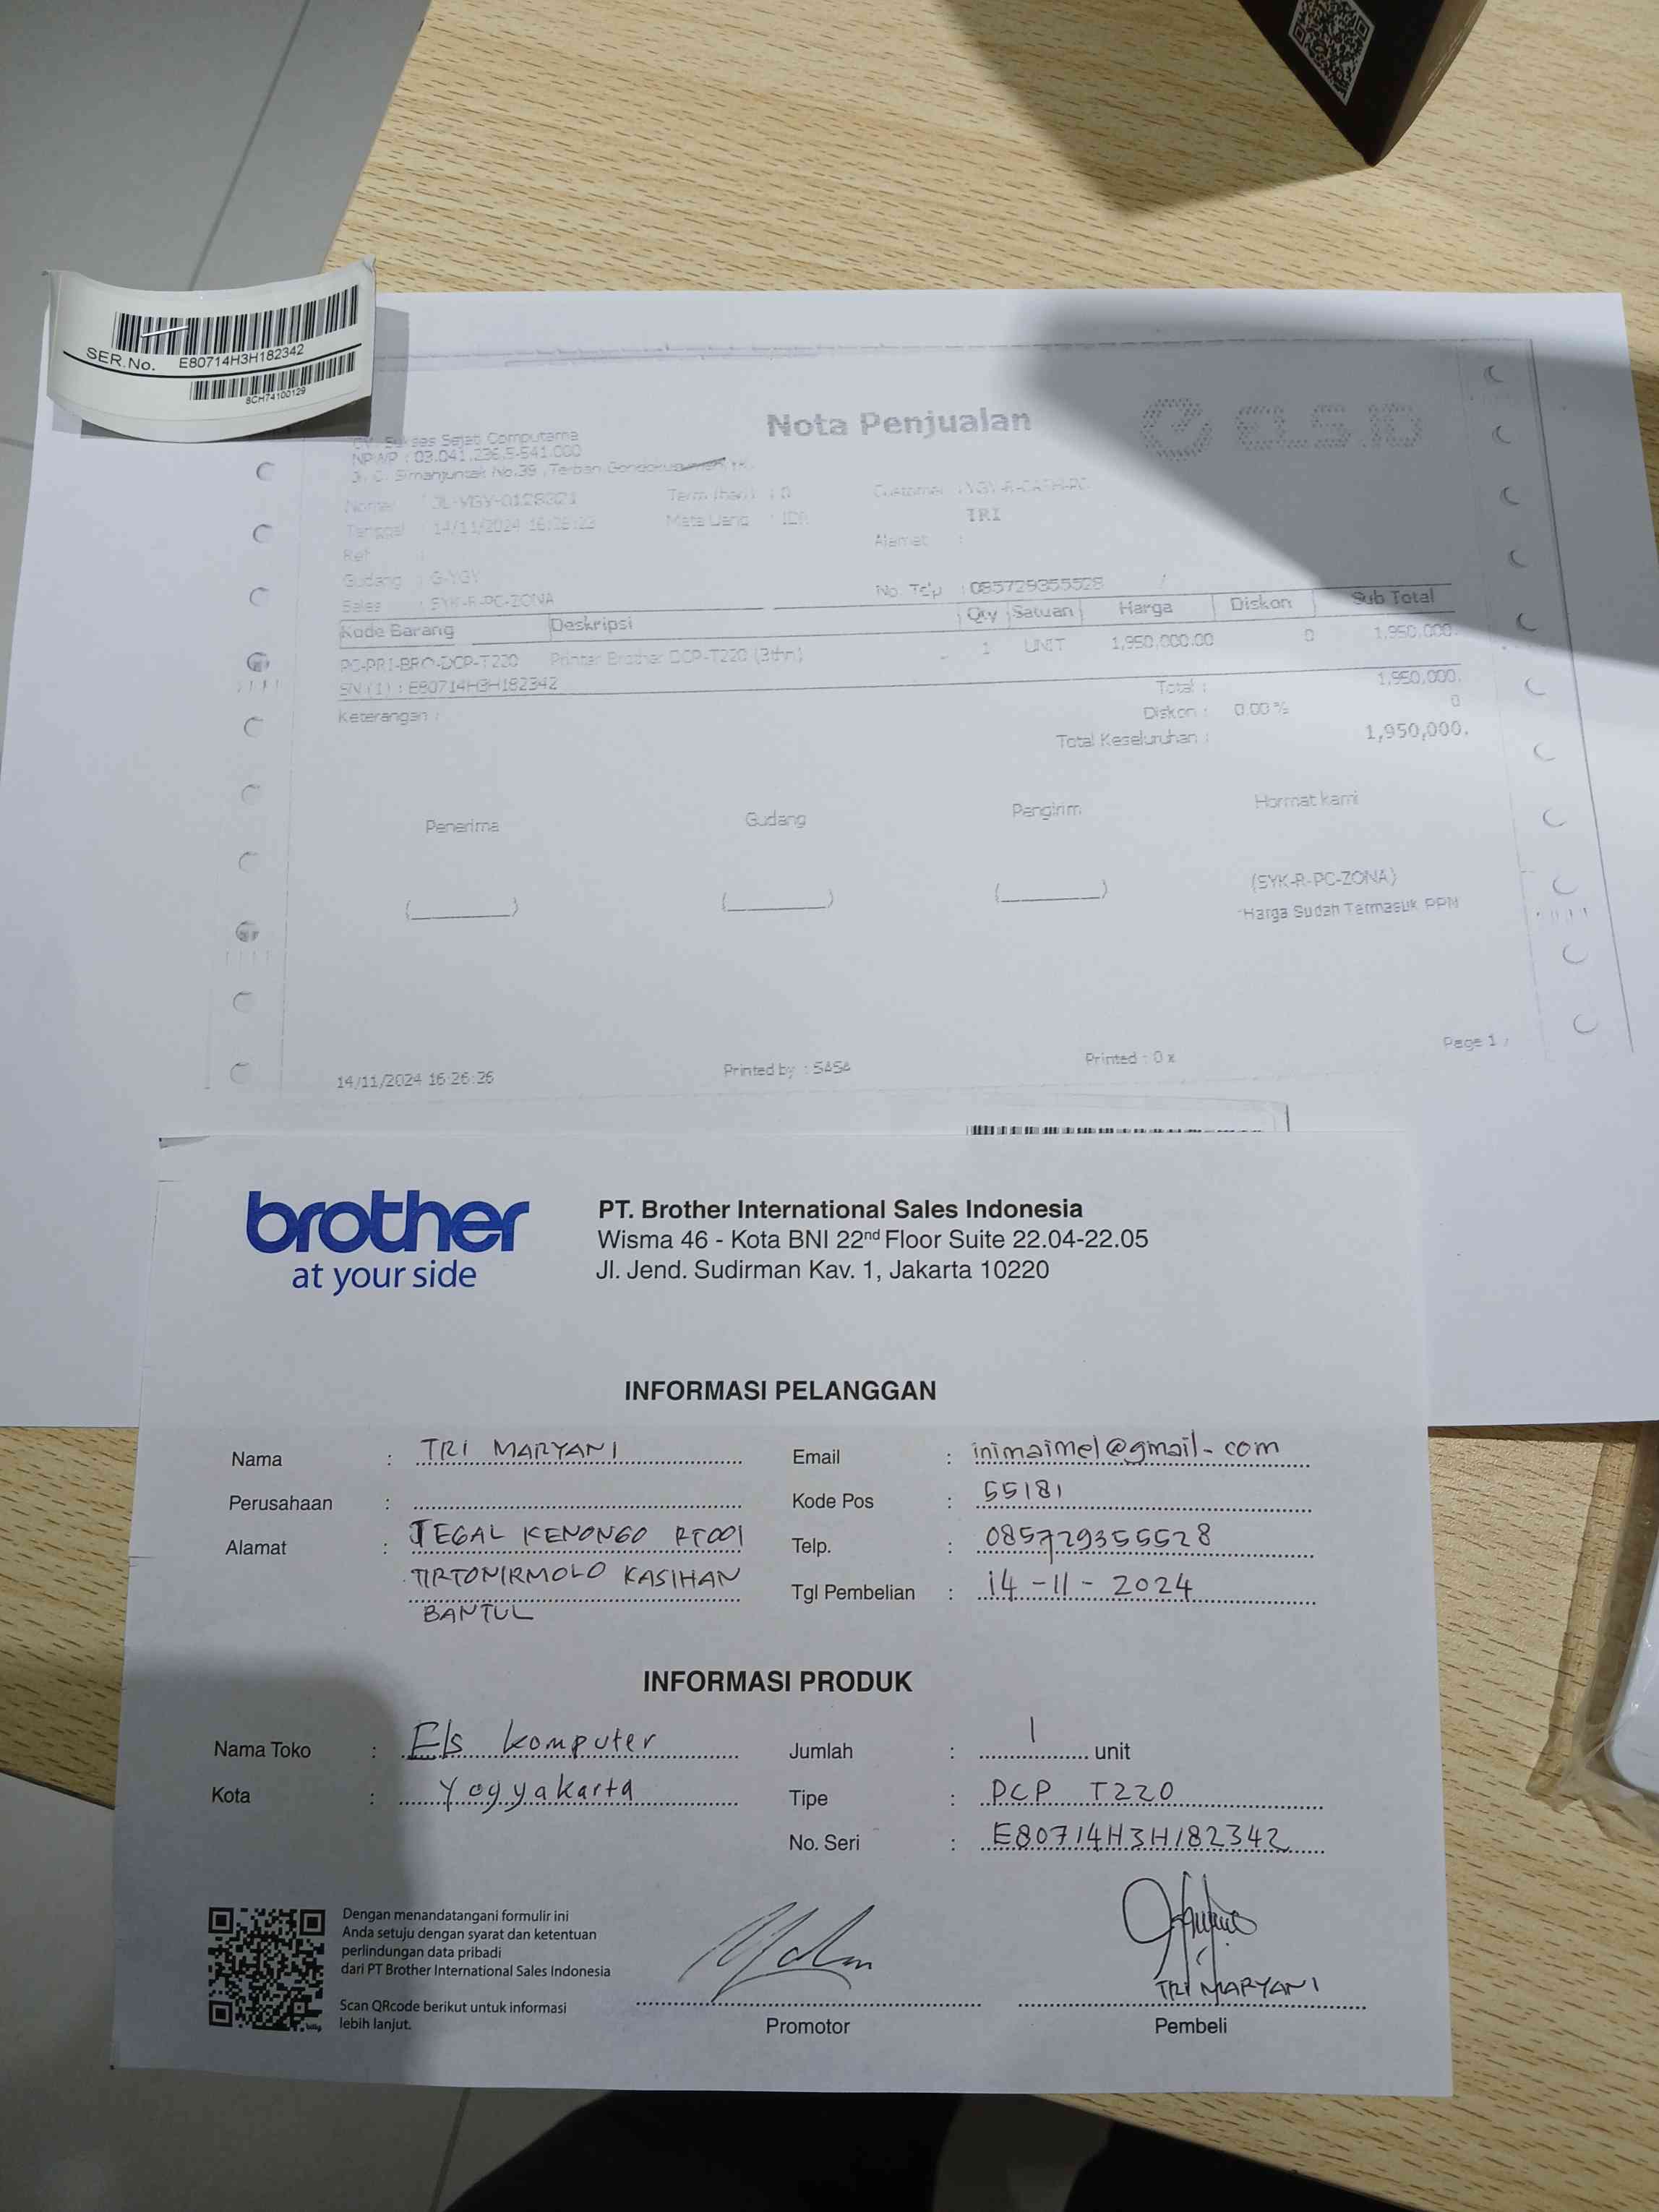 SER.No. E80714H3H182342
8CH74100129
Nota Penjualan
EL.S.ID
CV. Sukses Sejati Computama
NPWP : 03.041.236.5-541.000
Jl. C. Simanjuntak No.39 ,Terban Gondokusuman YK.
Nomor :
Tanggal : 14/11/2024 16:26:23
Ref :
Gudang : G-YGY
Sales : SYK-R-PC-ZONA
Term (hari) : 0
Mata Uang : IDR
Customer : YGY-R-CASH-PC
TRI
Alamat :
No. Telp : 085729355528 /
Kode Barang Deskripsi Qty Satuan Harga Diskon Sub Total
PC-PRI-BRO-DCP-T220 Printer Brother DCP-T220 (3thn) 1 UNIT 1,950,000.00 0 1,950,000.
SN (1) : E80714H3H182342
Keterangan :
Total : 1,950,000.
Diskon : 0.00 % 0
Total Keseluruhan : 1,950,000.
Penerima Gudang Pengirim Hormat kami
(SYK-R-PC-ZONA)
*Harga Sudah Termasuk PPN
14/11/2024 16:26:26 Printed by : SASA Printed : 0 x Page 1 /
brother
at your side
PT. Brother International Sales Indonesia
Wisma 46 - Kota BNI 22nd Floor Suite 22.04-22.05
Jl. Jend. Sudirman Kav. 1, Jakarta 10220
INFORMASI PELANGGAN
Nama : TRI MARYANI
Perusahaan :
Alamat : TEGAL KENONGO RT001
TIRTONIRMOLO KASIHAN
BANTUL
Email : inimaimel@gmail.com
Kode Pos : 55181
Telp. : 085729355528
Tgl Pembelian : 14 - 11 - 2024
INFORMASI PRODUK
Nama Toko : Els komputer
Kota : Yogyakarta
Jumlah : 1 unit
Tipe : DCP T220
No. Seri : E80714H3H182342
Dengan menandatangani formulir ini
Anda setuju dengan syarat dan ketentuan
perlindungan data pribadi
dari PT Brother International Sales Indonesia
Scan QRcode berikut untuk informasi
lebih lanjut.
Promotor
TRI MARYANI
Pembeli